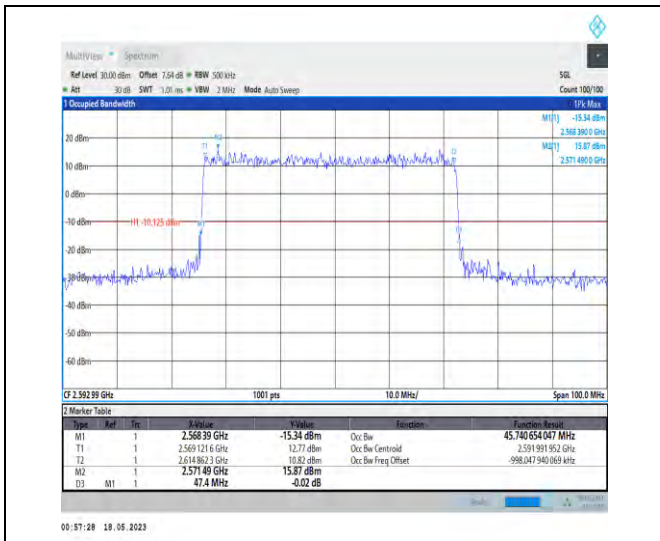 MultiView Spectrum
Ref Level 30.00 dBm Offset 7.64 dB RBW 500 kHz SGL
Att 30 dB SWT 1.01 ms VBW 2 MHz Mode Auto Sweep Count 100/100
1 Occupied Bandwidth 1Pk Max
M1[1] -15.34 dBm
2.568 390 0 GHz
M2[1] 15.87 dBm
2.571 490 0 GHz
20 dBm
10 dBm
0 dBm
-10 dBm
H1 -10.125 dBm
-20 dBm
-30 dBm
-40 dBm
-50 dBm
-60 dBm
T1
M2
T2
M1
CF 2.592 99 GHz 1001 pts 10.0 MHz/ Span 100.0 MHz
2 Marker Table
Type Ref Trc X-Value Y-Value Function Function Result
M1 1 2.568 39 GHz -15.34 dBm Occ Bw 45.740 654 047 MHz
T1 1 2.569 121 6 GHz 12.77 dBm Occ Bw Centroid 2.591 991 952 GHz
T2 1 2.614 862 3 GHz 10.82 dBm Occ Bw Freq Offset -998.047 940 069 kHz
M2 1 2.571 49 GHz 15.87 dBm
D3 M1 1 47.4 MHz -0.02 dB
00:57:28 18.05.2023